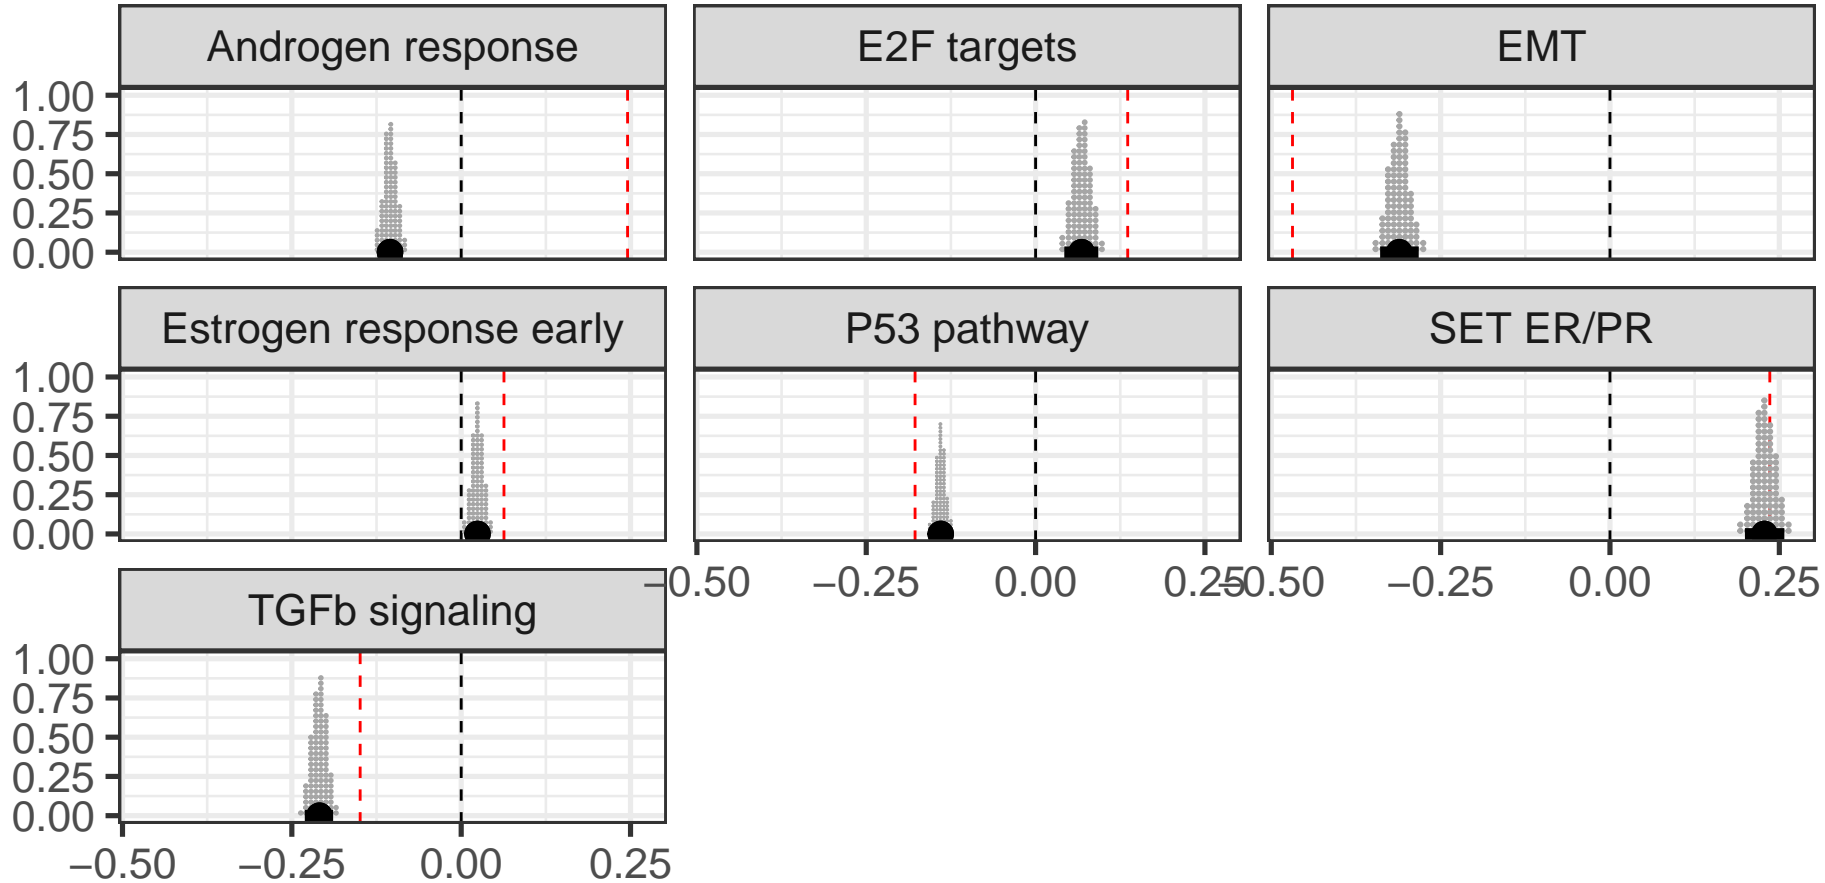 Androgen response
E2F targets
EMT
1.00
0.75
0.50
0.25
0.00
Estrogen response early
P53 pathway
SET ER/PR
1.00
0.75
0.50
0.25
0.00
−0.50 −0.25 0.00 0.25
−0.50 −0.25 0.00 0.25
TGFb signaling
1.00
0.75
0.50
0.25
0.00
−0.50 −0.25 0.00 0.25